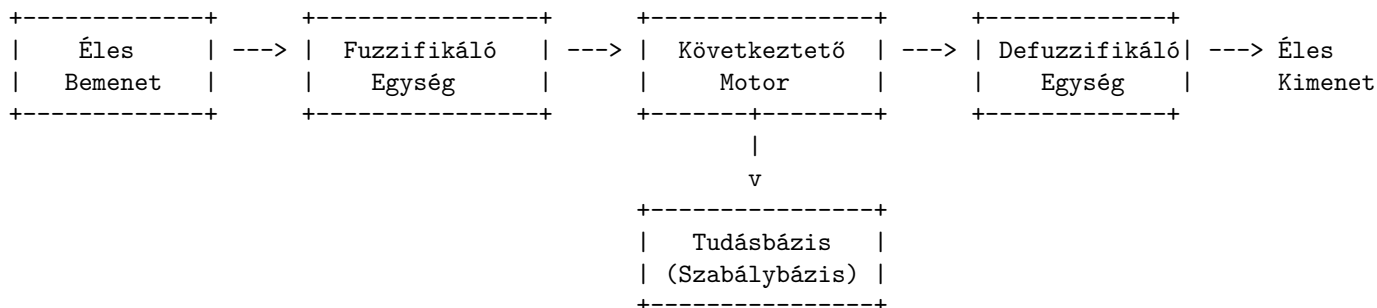 Éles Bemenet
Fuzzifikáló Egység
Következtető Motor
Defuzzifikáló Egység
Éles Kimenet
Tudásbázis
(Szabálybázis)